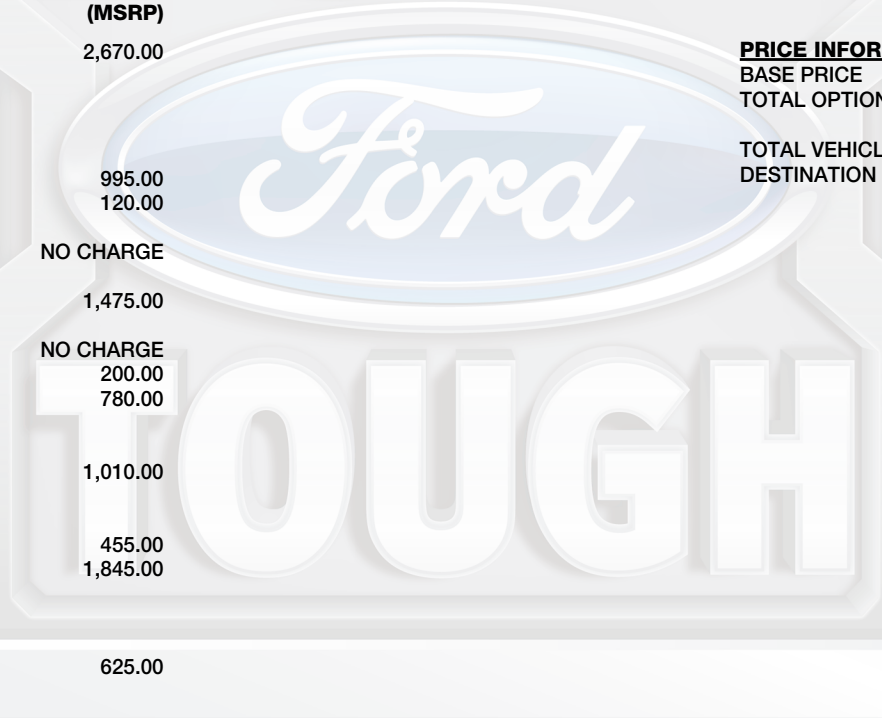 (MSRP)
2,670.00
995.00
120.00
NO CHARGE
1,475.00
NO CHARGE
200.00
780.00
1,010.00
455.00
1,845.00
625.00
PRICE INFOR
BASE PRICE
TOTAL OPTION
TOTAL VEHICL
DESTINATION
Ford
TOUGH